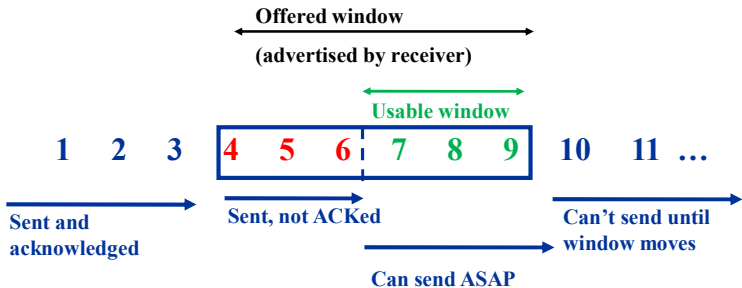 Offered window
(advertised by receiver)
Usable window
1 2 3 4 5 6 7 8 9 10 11 …
Sent and
acknowledged
Sent, not ACKed
Can't send until
window moves
Can send ASAP